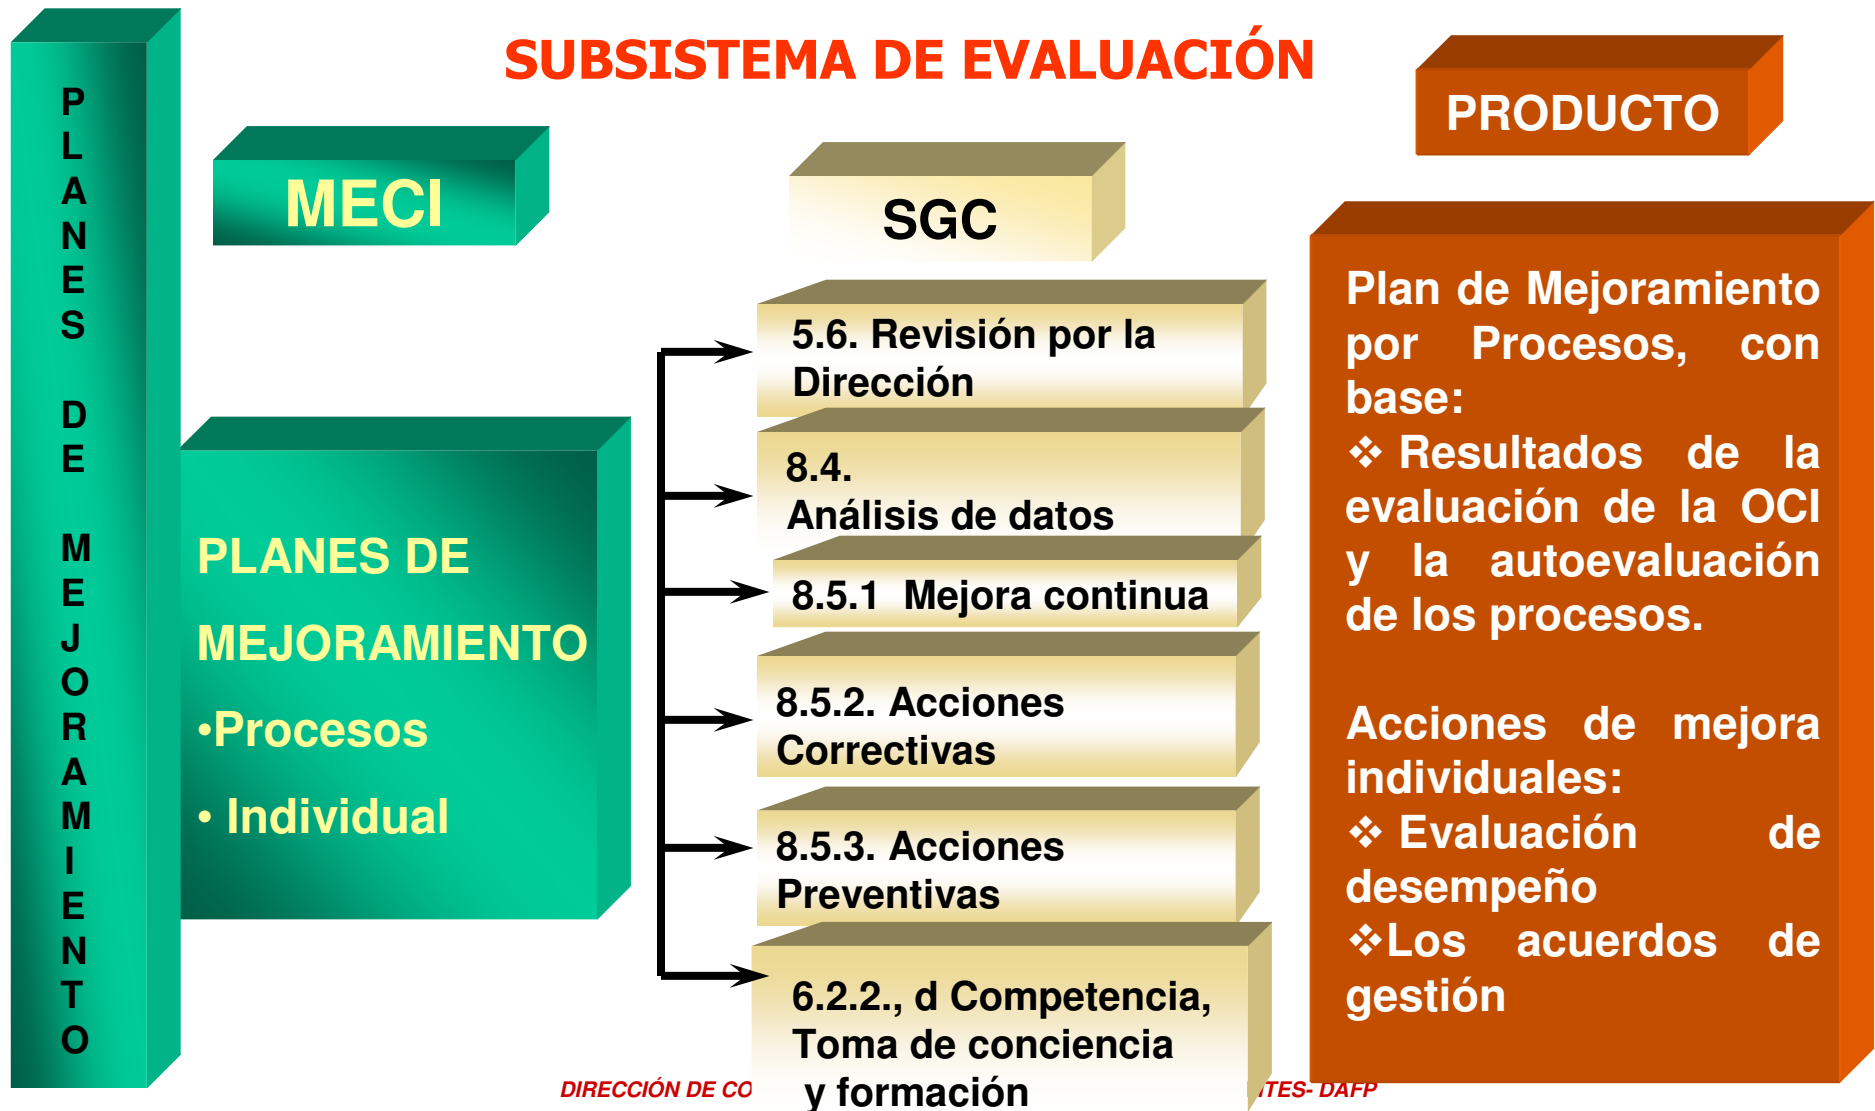 SUBSISTEMA DE EVALUACIÓN
P
L
A
N
E
S
D
E
M
E
J
O
R
A
M
I
E
N
T
O
MECI
PLANES DE
MEJORAMIENTO
•Procesos
• Individual
SGC
5.6. Revisión por la
Dirección
8.4.
Análisis de datos
8.5.1 Mejora continua
8.5.2. Acciones
Correctivas
8.5.3. Acciones
Preventivas
6.2.2., d Competencia,
Toma de conciencia
y formación
PRODUCTO
Plan de Mejoramiento
por Procesos, con
base:
❖ Resultados de la
evaluación de la OCI
y la autoevaluación
de los procesos.
Acciones de mejora
individuales:
❖ Evaluación de
desempeño
❖Los acuerdos de
gestión
DIRECCIÓN DE CO
TES- DAFP